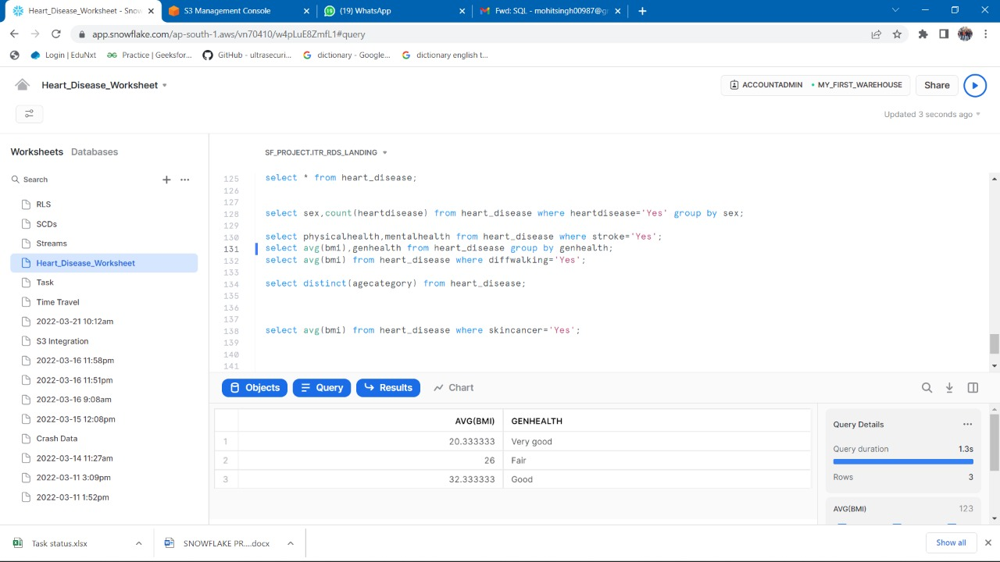 Heart_Disease_Worksheet - Snow
S3 Management Console
(19) WhatsApp
Fwd: SQL - mohitsingh00987@g
app.snowflake.com/ap-south-1.aws/vn70410/w4pLuE8ZmfL1#query
Login | EduNxt
Practice | Geeksfor...
GitHub - ultrasecuri...
dictionary - Google...
dictionary english t...
Heart_Disease_Worksheet
ACCOUNTADMIN
MY_FIRST_WAREHOUSE
Share
Updated 3 seconds ago
Worksheets Databases
Search
RLS
SCDs
Streams
Heart_Disease_Worksheet
Task
Time Travel
2022-03-21 10:12am
S3 Integration
2022-03-16 11:58pm
2022-03-16 11:51pm
2022-03-16 9:08am
2022-03-15 12:08pm
Crash Data
2022-03-14 11:27am
2022-03-11 3:09pm
2022-03-11 1:52pm
SF_PROJECT.ITR_RDS_LANDING
125 select * from heart_disease;
126
127
128 select sex,count(heartdisease) from heart_disease where heartdisease='Yes' group by sex;
129
130 select physicalhealth,mentalhealth from heart_disease where stroke='Yes';
131 select avg(bmi),genhealth from heart_disease group by genhealth;
132 select avg(bmi) from heart_disease where diffwalking='Yes';
133
134 select distinct(agecategory) from heart_disease;
135
136
137
138 select avg(bmi) from heart_disease where skincancer='Yes';
139
140
141
Objects
Query
Results
Chart
AVG(BMI) GENHEALTH
1 20.333333 Very good
2 26 Fair
3 32.333333 Good
Query Details
Query duration 1.3s
Rows 3
AVG(BMI) 123
Task status.xlsx
SNOWFLAKE PR....docx
Show all